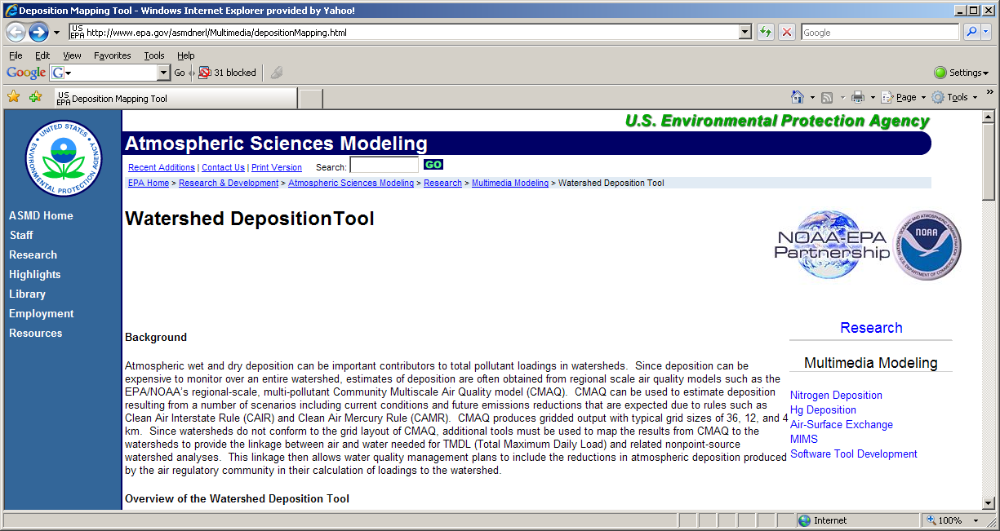 Deposition Mapping Tool - Windows Internet Explorer provided by Yahoo!
US EPA http://www.epa.gov/asmdnerl/Multimedia/depositionMapping.html
Google
File Edit View Favorites Tools Help
Google G Go 31 blocked Settings
US EPA Deposition Mapping Tool Page Tools »
UNITED STATES ENVIRONMENTAL PROTECTION AGENCY
U.S. Environmental Protection Agency
Atmospheric Sciences Modeling
Recent Additions | Contact Us | Print Version Search: GO
EPA Home > Research & Development > Atmospheric Sciences Modeling > Research > Multimedia Modeling > Watershed Deposition Tool
ASMD Home
Staff
Research
Highlights
Library
Employment
Resources
Watershed DepositionTool
NOAA-EPA
Partnership
NATIONAL OCEANIC AND ATMOSPHERIC ADMINISTRATION
NOAA
U.S. DEPARTMENT OF COMMERCE
Background
Atmospheric wet and dry deposition can be important contributors to total pollutant loadings in watersheds. Since deposition can be
expensive to monitor over an entire watershed, estimates of deposition are often obtained from regional scale air quality models such as the
EPA/NOAA's regional-scale, multi-pollutant Community Multiscale Air Quality model (CMAQ). CMAQ can be used to estimate deposition
resulting from a number of scenarios including current conditions and future emissions reductions that are expected due to rules such as
Clean Air Interstate Rule (CAIR) and Clean Air Mercury Rule (CAMR). CMAQ produces gridded output with typical grid sizes of 36, 12, and 4
km. Since watersheds do not conform to the grid layout of CMAQ, additional tools must be used to map the results from CMAQ to the
watersheds to provide the linkage between air and water needed for TMDL (Total Maximum Daily Load) and related nonpoint-source
watershed analyses. This linkage then allows water quality management plans to include the reductions in atmospheric deposition produced
by the air regulatory community in their calculation of loadings to the watershed.
Overview of the Watershed Deposition Tool
Research
Multimedia Modeling
Nitrogen Deposition
Hg Deposition
Air-Surface Exchange
MIMS
Software Tool Development
Internet 100%